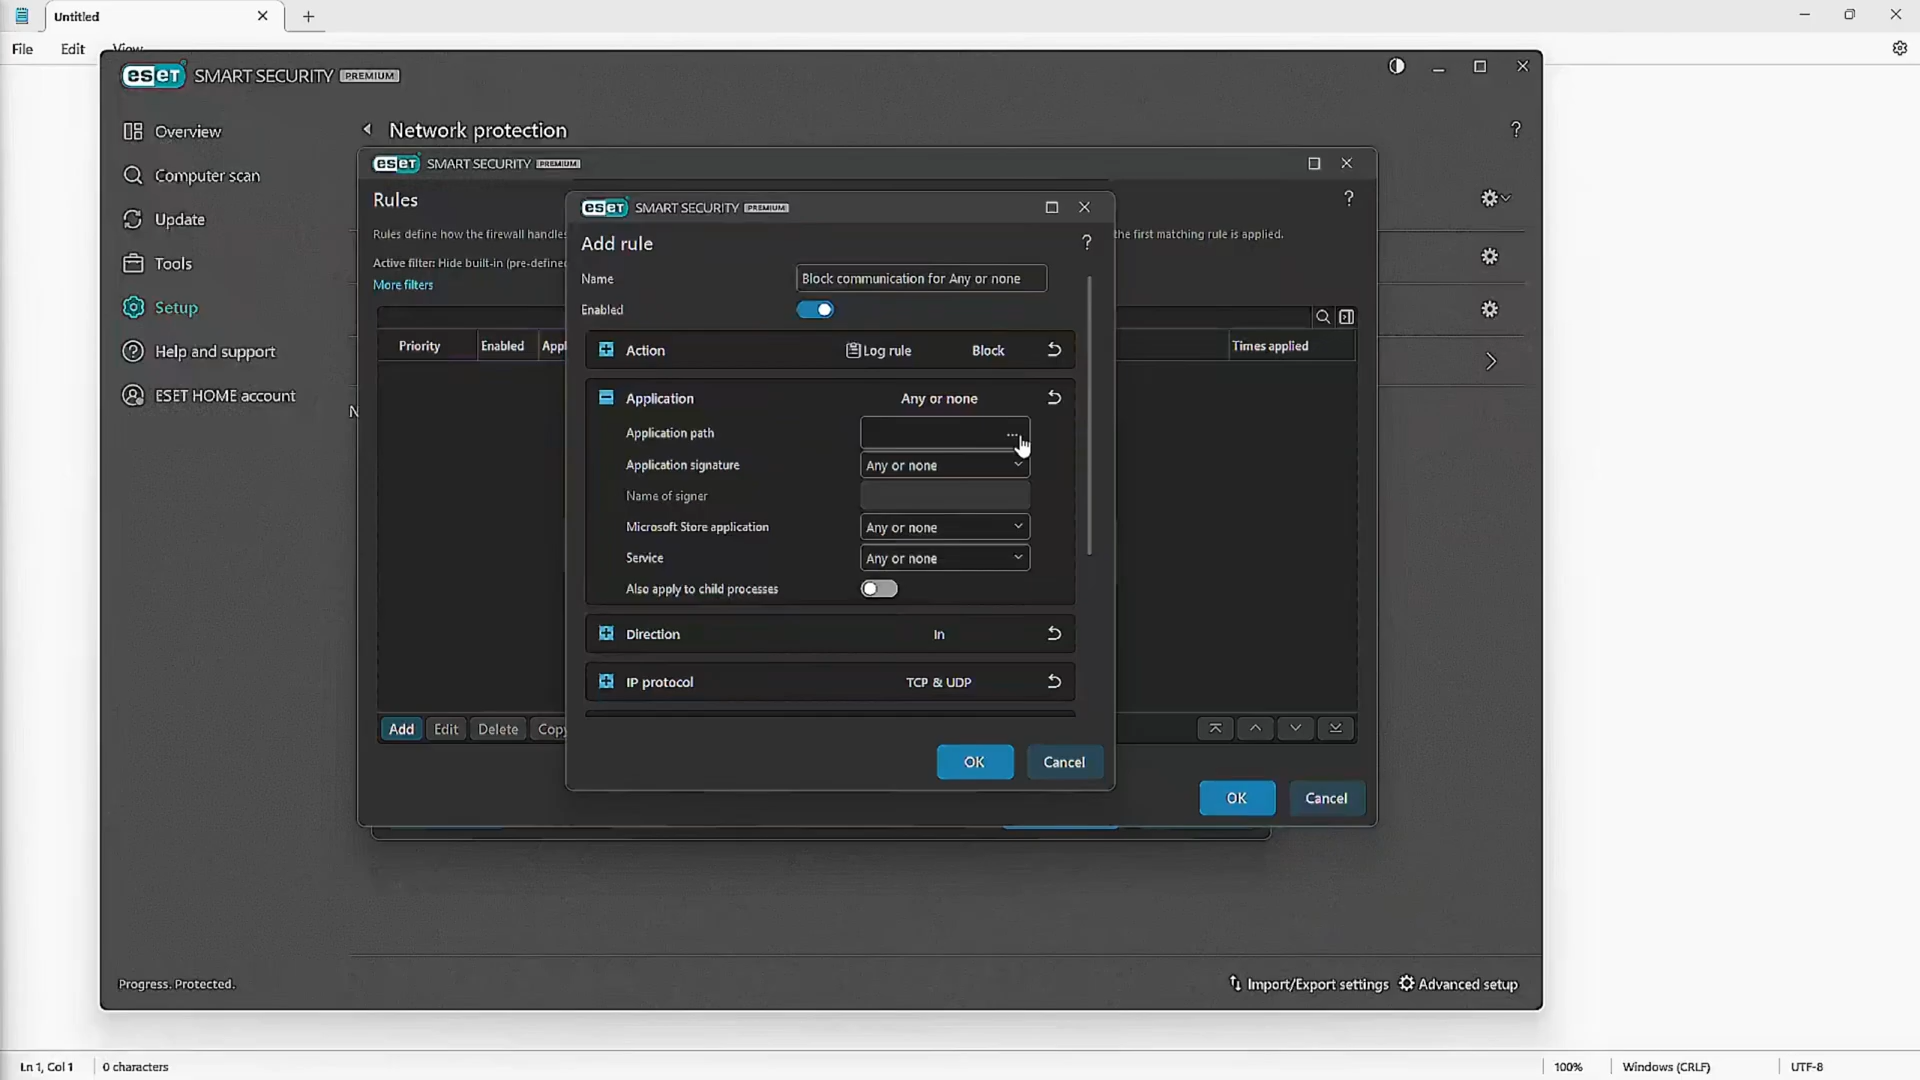 Untitled
File Edit View
eset SMART SECURITY PREMIUM
Overview
Computer scan
Update
Tools
Setup
Help and support
ESET HOME account
Network protection
?
eset SMART SECURITY PREMIUM
Rules
?
Rules define how the firewall handles
the first matching rule is applied.
Active filter: Hide built-in (pre-define
More filters
Priority Enabled Appl
Times applied
N
Add Edit Delete Copy
OK Cancel
eset SMART SECURITY PREMIUM
Add rule
?
Name Block communication for Any or none
Enabled
Action Log rule Block
Application Any or none
Application path ...
Application signature Any or none
Name of signer
Microsoft Store application Any or none
Service Any or none
Also apply to child processes
Direction In
IP protocol TCP & UDP
OK Cancel
Progress. Protected.
Import/Export settings Advanced setup
Ln 1, Col 1 0 characters 100% Windows (CRLF) UTF-8